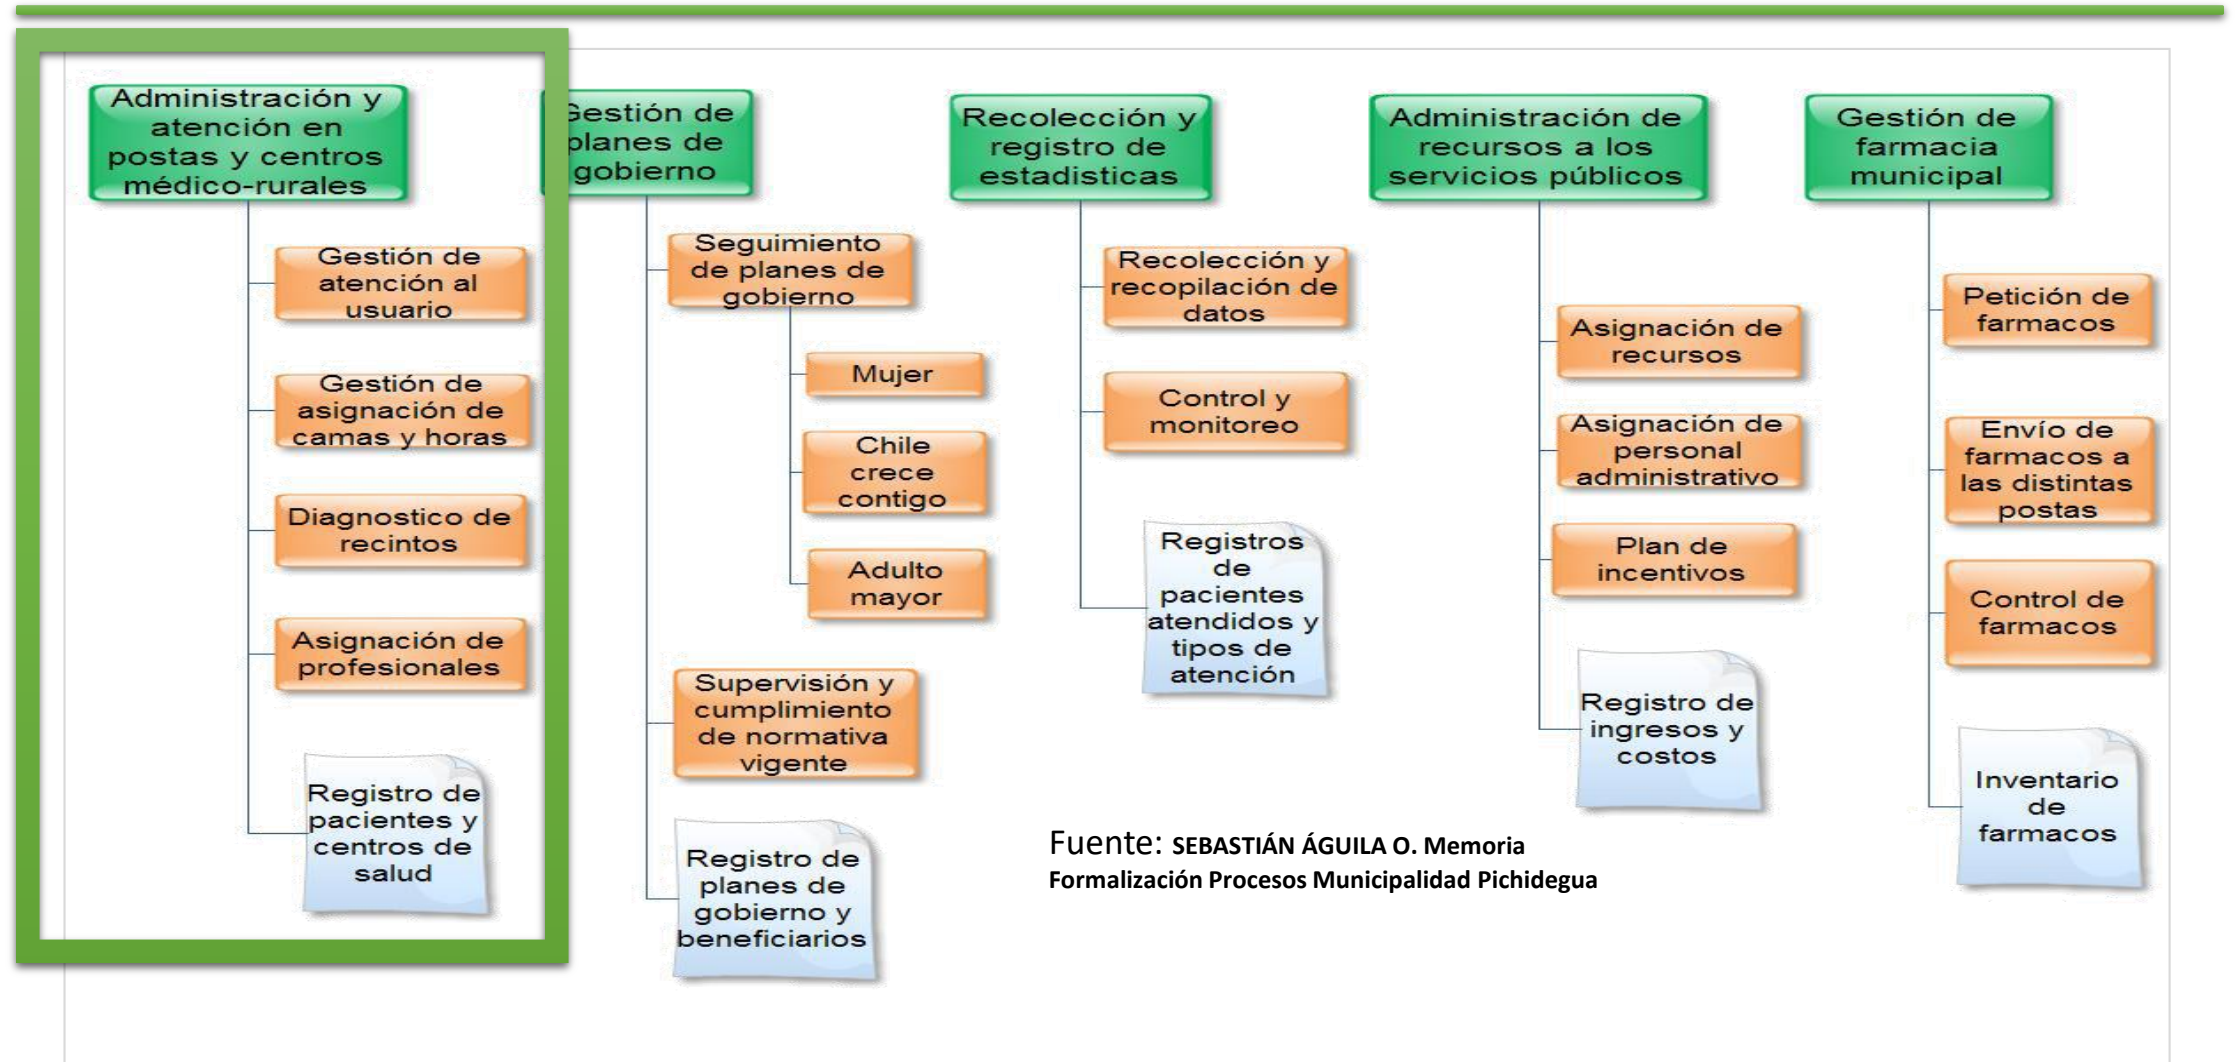 Administración y
atención en
postas y centros
médico-rurales
Gestión de
atención al
usuario
Gestión de
asignación de
camas y horas
Diagnostico de
recintos
Asignación de
profesionales
Registro de
pacientes y
centros de
salud
Gestión de
planes de
gobierno
Seguimiento
de planes de
gobierno
Mujer
Chile
crece
contigo
Adulto
mayor
Supervisión y
cumplimiento
de normativa
vigente
Registro de
planes de
gobierno y
beneficiarios
Recolección y
registro de
estadisticas
Recolección y
recopilación de
datos
Control y
monitoreo
Registros
de
pacientes
atendidos y
tipos de
atención
Administración de
recursos a los
servicios públicos
Asignación de
recursos
Asignación de
personal
administrativo
Plan de
incentivos
Registro de
ingresos y
costos
Gestión de
farmacia
municipal
Petición de
farmacos
Envío de
farmacos a
las distintas
postas
Control de
farmacos
Inventario
de
farmacos
Fuente: SEBASTIÁN ÁGUILA O. Memoria
Formalización Procesos Municipalidad Pichidegua